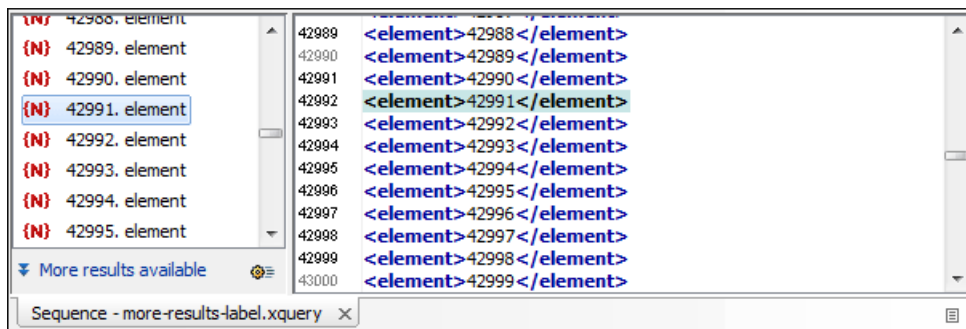 {N} 42988. element
{N} 42989. element
{N} 42990. element
{N} 42991. element
{N} 42992. element
{N} 42993. element
{N} 42994. element
{N} 42995. element
More results available
42989 <element>42988</element>
42990 <element>42989</element>
42991 <element>42990</element>
42992 <element>42991</element>
42993 <element>42992</element>
42994 <element>42993</element>
42995 <element>42994</element>
42996 <element>42995</element>
42997 <element>42996</element>
42998 <element>42997</element>
42999 <element>42998</element>
43000 <element>42999</element>
Sequence - more-results-label.xquery